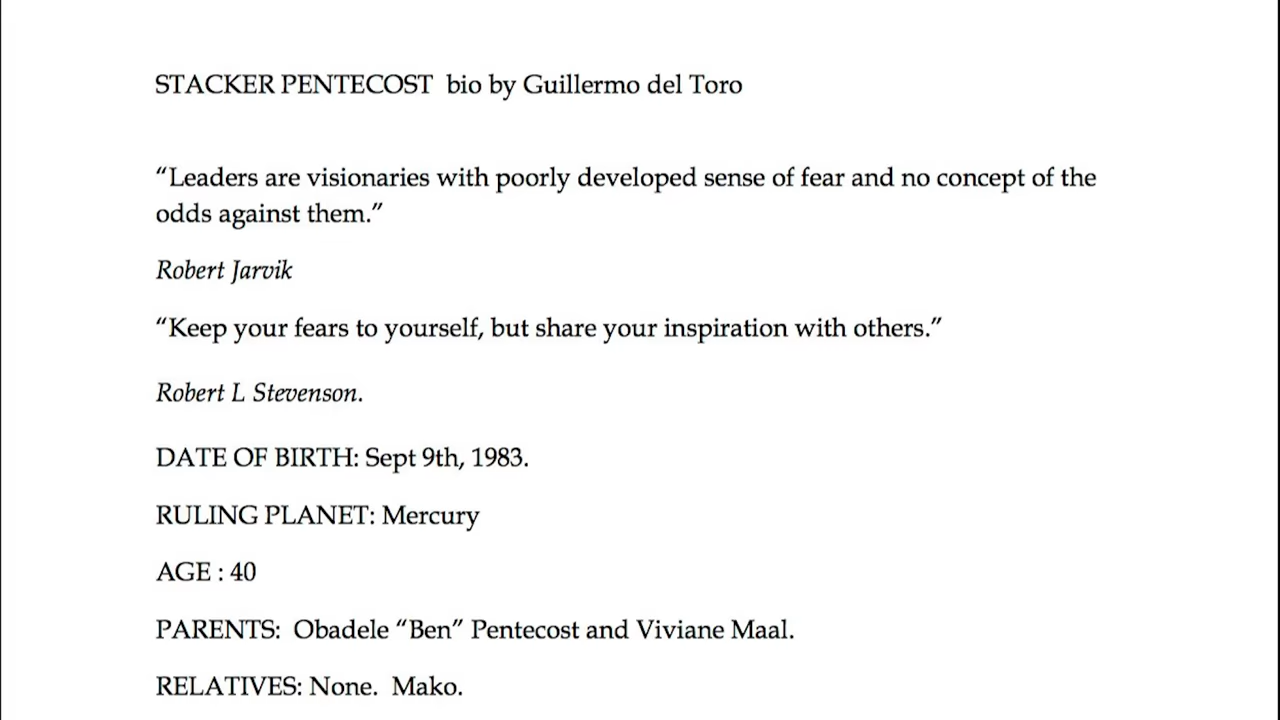 STACKER PENTECOST  bio by Guillermo del Toro
“Leaders are visionaries with poorly developed sense of fear and no concept of the
odds against them.”
Robert Jarvik
“Keep your fears to yourself, but share your inspiration with others.”
Robert L Stevenson.
DATE OF BIRTH: Sept 9th, 1983.
RULING PLANET: Mercury
AGE : 40
PARENTS:  Obadele “Ben” Pentecost and Viviane Maal.
RELATIVES: None.  Mako.